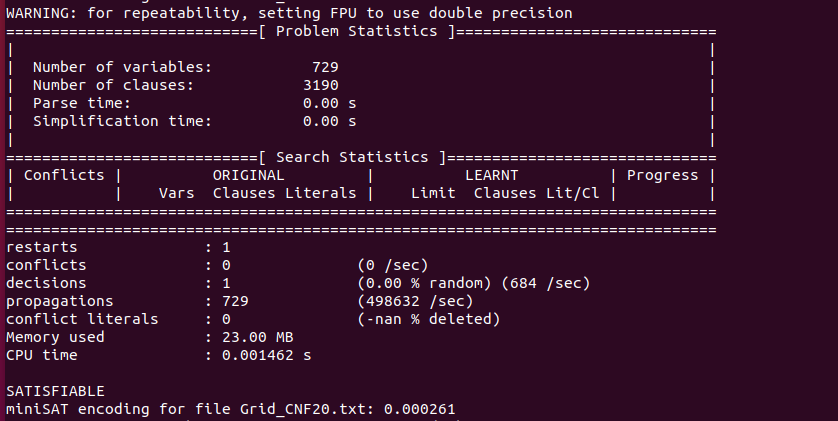 WARNING: for repeatability, setting FPU to use double precision
============================[ Problem Statistics ]=============================
|                                                                             |
|  Number of variables:           729                                         |
|  Number of clauses:            3190                                         |
|  Parse time:                   0.00 s                                       |
|  Simplification time:          0.00 s                                       |
|                                                                             |
============================[ Search Statistics ]==============================
| Conflicts |          ORIGINAL         |          LEARNT          | Progress |
|           |    Vars  Clauses Literals |    Limit  Clauses Lit/Cl |          |
===============================================================================
===============================================================================
restarts              : 1
conflicts             : 0              (0 /sec)
decisions             : 1              (0.00 % random) (684 /sec)
propagations          : 729            (498632 /sec)
conflict literals     : 0              (-nan % deleted)
Memory used           : 23.00 MB
CPU time              : 0.001462 s
SATISFIABLE
miniSAT encoding for file Grid_CNF20.txt: 0.000261